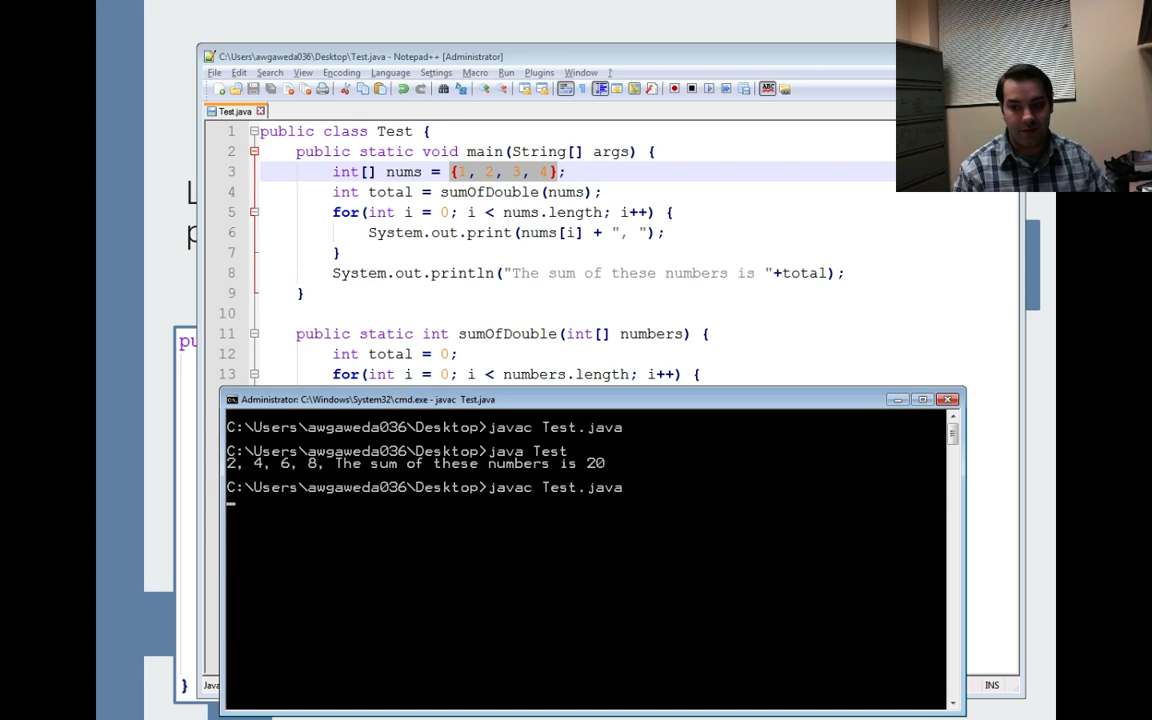 C:\Users\awgaweda036\Desktop\Test.java - Notepad++ [Administrator]
File Edit Search View Encoding Language Settings Macro Run Plugins Window ?
Test.java
1 public class Test {
2 public static void main(String[] args) {
3 int[] nums = {1, 2, 3, 4};
4 int total = sumOfDouble(nums);
5 for(int i = 0; i < nums.length; i++) {
6 System.out.print(nums[i] + ", ");
7 }
8 System.out.println("The sum of these numbers is "+total);
9 }
10
11 public static int sumOfDouble(int[] numbers) {
12 int total = 0;
13 for(int i = 0; i < numbers.length; i++) {
Administrator: C:\Windows\System32\cmd.exe - javac Test.java
C:\Users\awgaweda036\Desktop>javac Test.java
C:\Users\awgaweda036\Desktop>java Test
2, 4, 6, 8, The sum of these numbers is 20
C:\Users\awgaweda036\Desktop>javac Test.java
pu
}
Java
INS